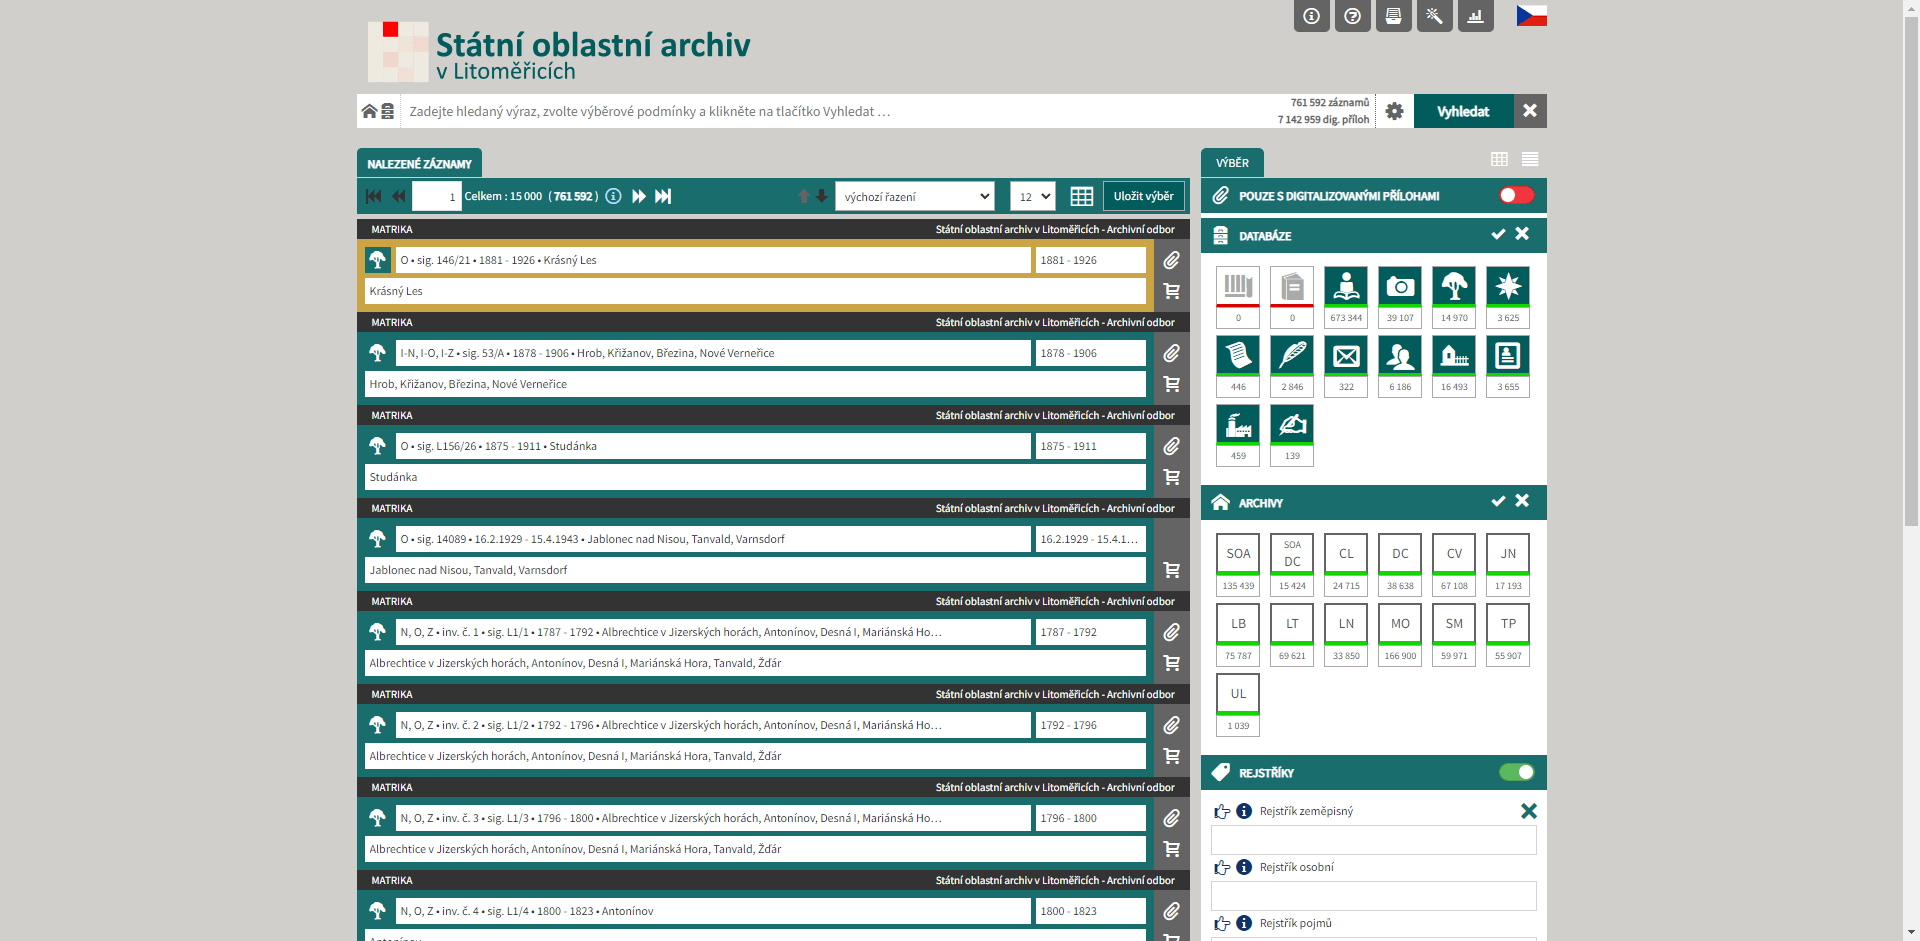 Státní oblastní archiv
v Litoměřicích
Zadejte hledaný výraz, zvolte výběrové podmínky a klikněte na tlačítko Vyhledat …
761 592 záznamů
7 142 959 dig. příloh
Vyhledat
NALEZENÉ ZÁZNAMY
1 Celkem : 15 000 ( 761 592 ) výchozí řazení 12 Uložit výběr
MATRIKA Státní oblastní archiv v Litoměřicích - Archivní odbor
O • sig. 146/21 • 1881 - 1926 • Krásný Les 1881 - 1926
Krásný Les
MATRIKA Státní oblastní archiv v Litoměřicích - Archivní odbor
I-N, I-O, I-Z • sig. 53/A • 1878 - 1906 • Hrob, Křižanov, Březina, Nové Verneřice 1878 - 1906
Hrob, Křižanov, Březina, Nové Verneřice
MATRIKA Státní oblastní archiv v Litoměřicích - Archivní odbor
O • sig. L156/26 • 1875 - 1911 • Studánka 1875 - 1911
Studánka
MATRIKA Státní oblastní archiv v Litoměřicích - Archivní odbor
O • sig. 14089 • 16.2.1929 - 15.4.1943 • Jablonec nad Nisou, Tanvald, Varnsdorf 16.2.1929 - 15.4.1…
Jablonec nad Nisou, Tanvald, Varnsdorf
MATRIKA Státní oblastní archiv v Litoměřicích - Archivní odbor
N, O, Z • inv. č. 1 • sig. L1/1 • 1787 - 1792 • Albrechtice v Jizerských horách, Antonínov, Desná I, Mariánská Ho… 1787 - 1792
Albrechtice v Jizerských horách, Antonínov, Desná I, Mariánská Hora, Tanvald, Žďár
MATRIKA Státní oblastní archiv v Litoměřicích - Archivní odbor
N, O, Z • inv. č. 2 • sig. L1/2 • 1792 - 1796 • Albrechtice v Jizerských horách, Antonínov, Desná I, Mariánská Ho… 1792 - 1796
Albrechtice v Jizerských horách, Antonínov, Desná I, Mariánská Hora, Tanvald, Žďár
MATRIKA Státní oblastní archiv v Litoměřicích - Archivní odbor
N, O, Z • inv. č. 3 • sig. L1/3 • 1796 - 1800 • Albrechtice v Jizerských horách, Antonínov, Desná I, Mariánská Ho… 1796 - 1800
Albrechtice v Jizerských horách, Antonínov, Desná I, Mariánská Hora, Tanvald, Žďár
MATRIKA Státní oblastní archiv v Litoměřicích - Archivní odbor
N, O, Z • inv. č. 4 • sig. L1/4 • 1800 - 1823 • Antonínov 1800 - 1823
Antonínov
VÝBĚR
POUZE S DIGITALIZOVANÝMI PŘÍLOHAMI
DATABÁZE
0 0 673 344 39 107 14 970 3 625
446 2 846 322 6 186 16 493 3 655
459 139
ARCHIVY
SOA SOA DC CL DC CV JN
135 439 15 424 24 715 38 638 67 108 17 193
LB LT LN MO SM TP
75 787 69 621 33 850 166 900 59 971 55 907
UL
1 039
REJSTŘÍKY
Rejstřík zeměpisný
Rejstřík osobní
Rejstřík pojmů